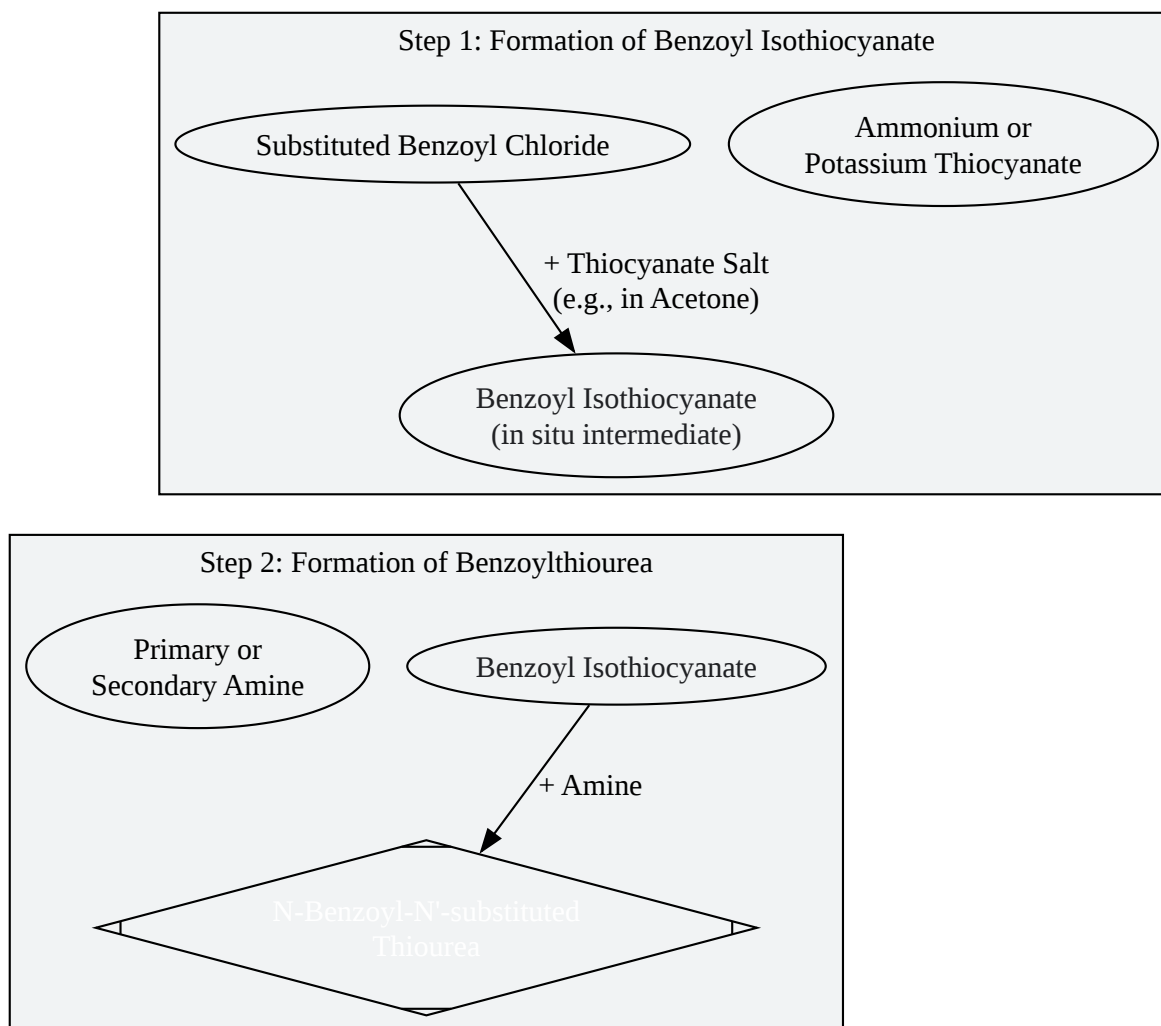 Step 1: Formation of Benzoyl Isothiocyanate
Substituted Benzoyl Chloride
Ammonium or
Potassium Thiocyanate
+ Thiocyanate Salt
(e.g., in Acetone)
Benzoyl Isothiocyanate
(in situ intermediate)
Step 2: Formation of Benzoylthiourea
Primary or
Secondary Amine
Benzoyl Isothiocyanate
+ Amine
N-Benzoyl-N'-substituted
Thiourea